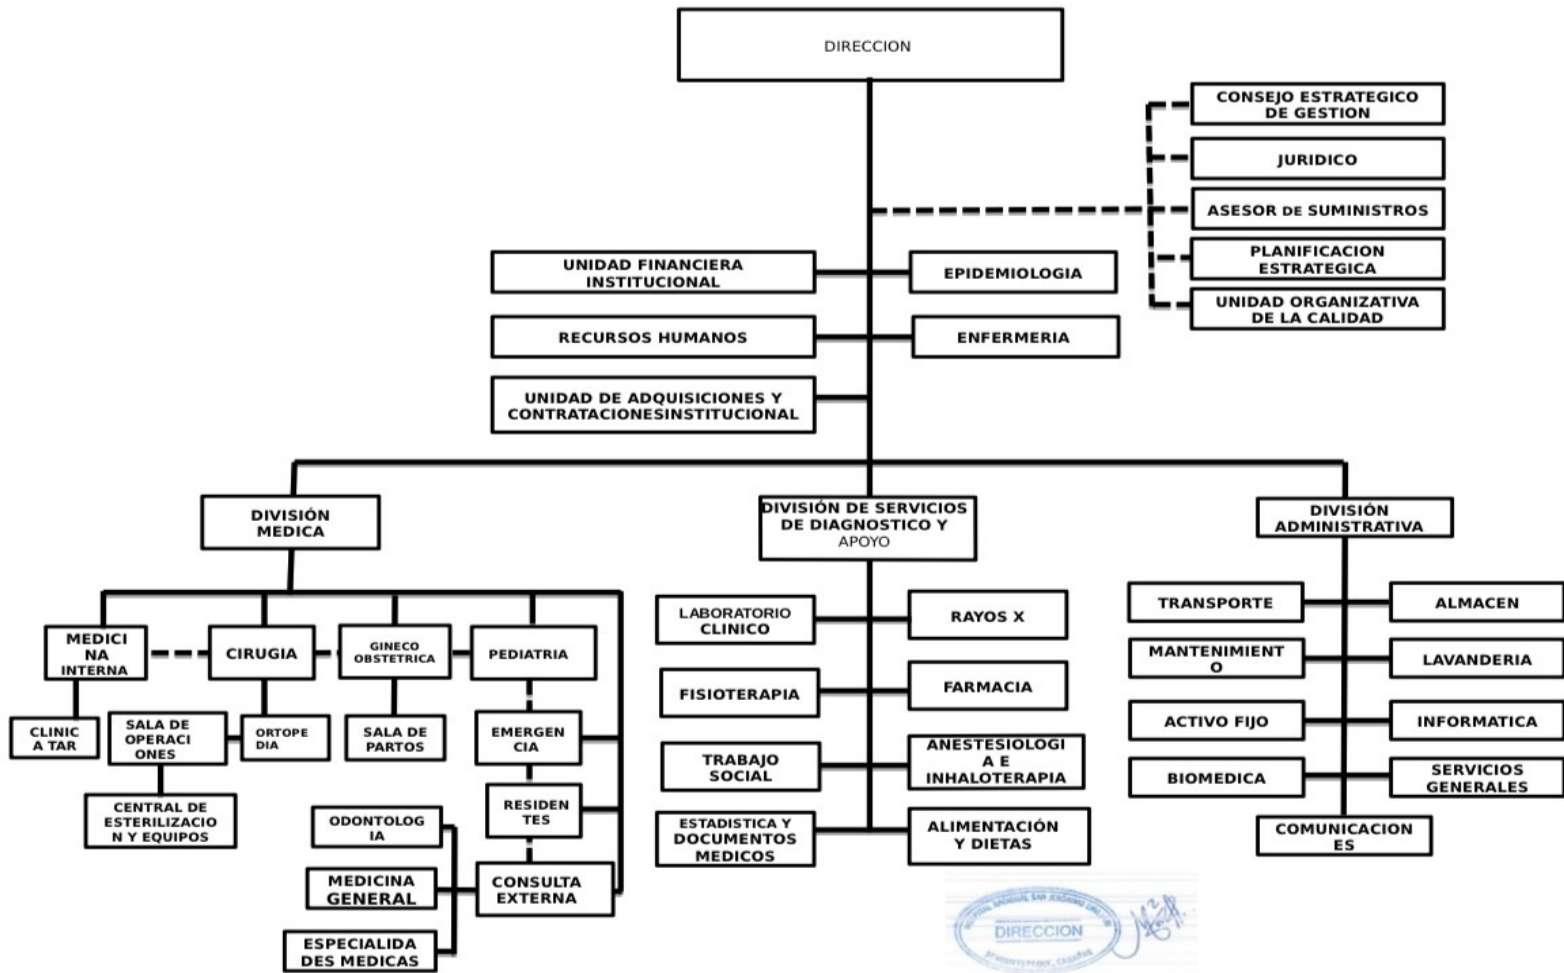 DIRECCION
CONSEJO ESTRATEGICO
DE GESTION
JURIDICO
ASESOR DE SUMINISTROS
PLANIFICACION
ESTRATEGICA
UNIDAD ORGANIZATIVA
DE LA CALIDAD
UNIDAD FINANCIERA
INSTITUCIONAL
EPIDEMIOLOGIA
RECURSOS HUMANOS
ENFERMERIA
UNIDAD DE ADQUISICIONES Y
CONTRATACIONESINSTITUCIONAL
DIVISIÓN
MEDICA
DIVISIÓN DE SERVICIOS
DE DIAGNOSTICO Y
APOYO
DIVISIÓN
ADMINISTRATIVA
MEDICI
NA
INTERNA
CIRUGIA
GINECO
OBSTETRICA
PEDIATRIA
CLINIC
A TAR
SALA DE
OPERACI
ONES
ORTOPE
DIA
SALA DE
PARTOS
EMERGEN
CIA
CENTRAL DE
ESTERILIZACIO
N Y EQUIPOS
RESIDEN
TES
ODONTOLOG
IA
MEDICINA
GENERAL
CONSULTA
EXTERNA
ESPECIALIDA
DES MEDICAS
LABORATORIO
CLINICO
RAYOS X
FISIOTERAPIA
FARMACIA
TRABAJO
SOCIAL
ANESTESIOLOGI
A E
INHALOTERAPIA
ESTADISTICA Y
DOCUMENTOS
MEDICOS
ALIMENTACIÓN
Y DIETAS
TRANSPORTE
ALMACEN
MANTENIMIENT
O
LAVANDERIA
ACTIVO FIJO
INFORMATICA
BIOMEDICA
SERVICIOS
GENERALES
COMUNICACION
ES
HOSPITAL NACIONAL SAN JERÓNIMO
DIRECCION